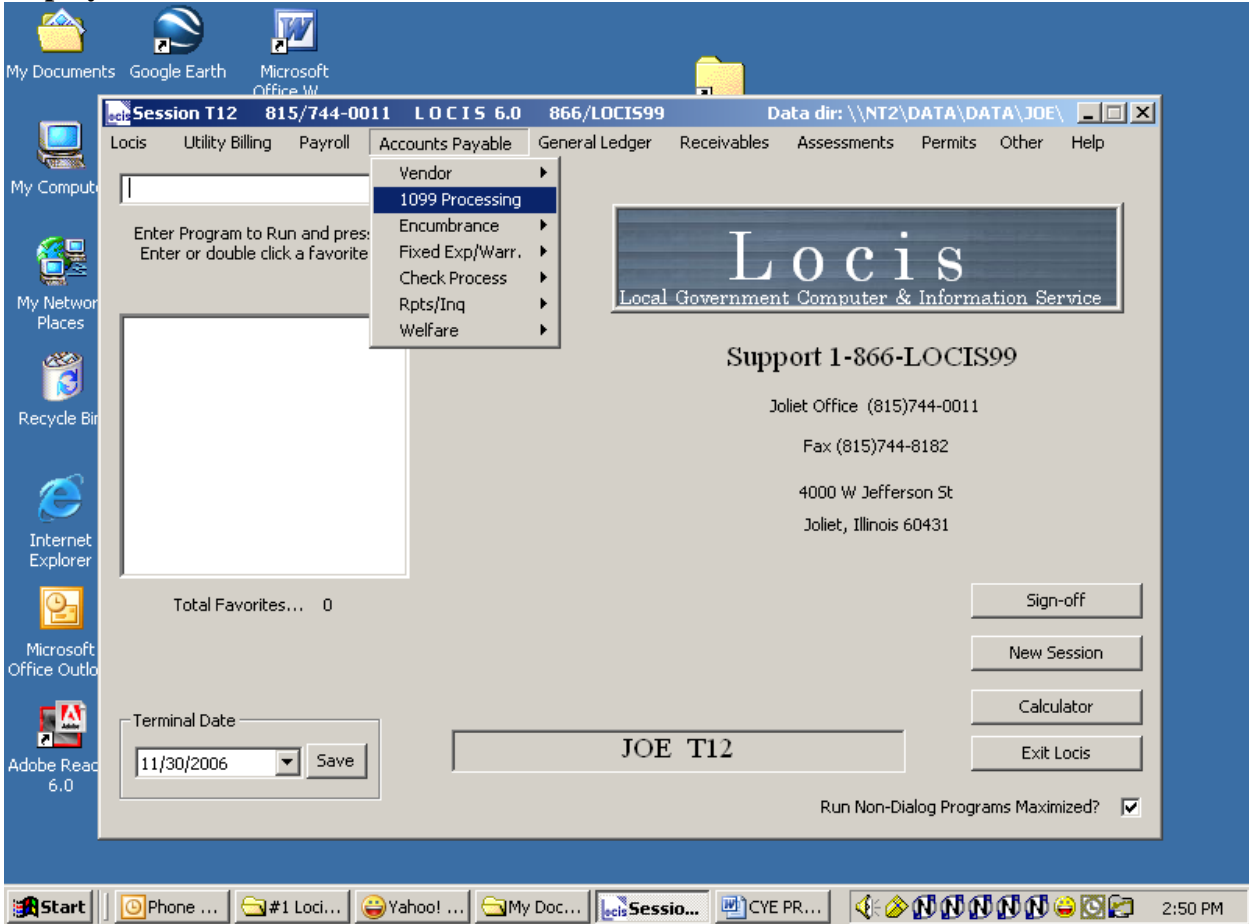 My Documents
Google Earth
Microsoft
Office W
Session T12 815/744-0011 L O C I S 6.0 866/LOCIS99 Data dir: \\NT2\DATA\DATA\JOE\
Locis Utility Billing Payroll Accounts Payable General Ledger Receivables Assessments Permits Other Help
Vendor
1099 Processing
Encumbrance
Fixed Exp/Warr.
Check Process
Rpts/Inq
Welfare
Enter Program to Run and press
Enter or double click a favorite
Locis
Local Government Computer & Information Service
Support 1-866-LOCIS99
Joliet Office (815)744-0011
Fax (815)744-8182
4000 W Jefferson St
Joliet, Illinois 60431
Total Favorites... 0
Sign-off
New Session
Calculator
Exit Locis
Terminal Date
11/30/2006
Save
JOE T12
Run Non-Dialog Programs Maximized?
My Comput
My Networ
Places
Recycle Bin
Internet
Explorer
Microsoft
Office Outlo
Adobe Read
6.0
Start
Phone ...
#1 Loci...
Yahoo! ...
My Doc...
Sessio...
CYE PR...
2:50 PM